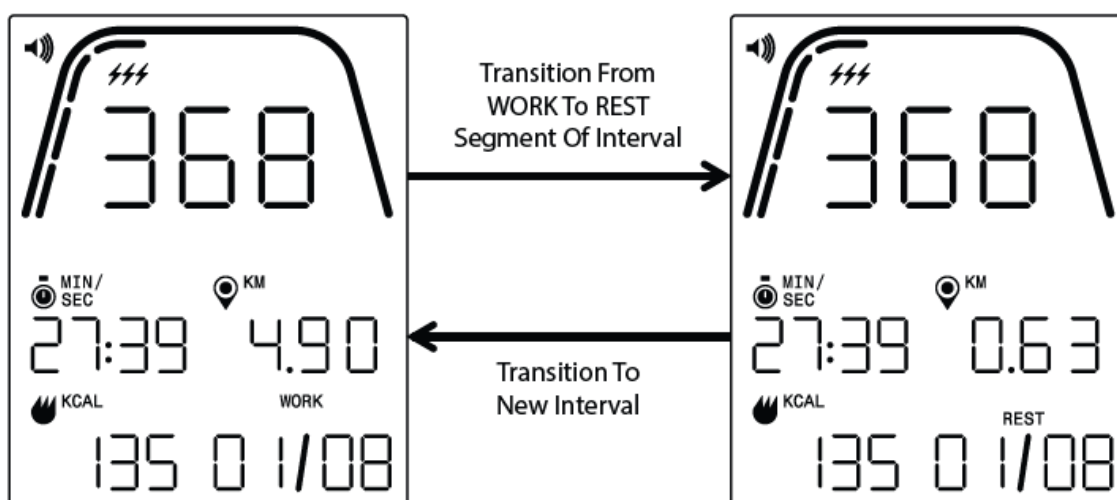 368
MIN/
SEC
KM
27:39
4.90
KCAL
WORK
135
01/08
Transition From
WORK To REST
Segment Of Interval
Transition To
New Interval
368
MIN/
SEC
KM
27:39
0.63
KCAL
REST
135
01/08